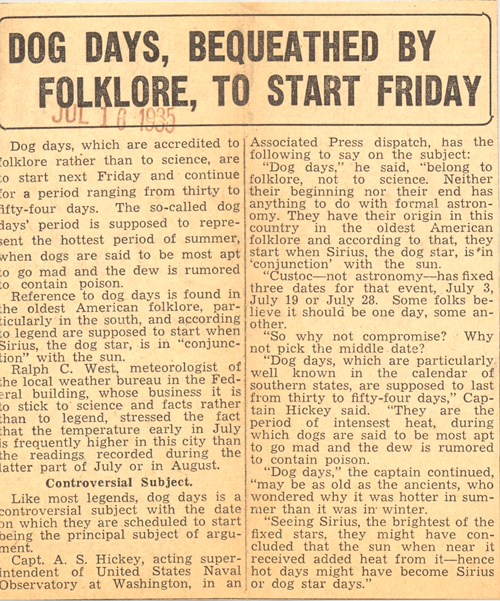 DOG DAYS, BEQUEATHED BY
FOLKLORE, TO START FRIDAY
JUL 16 1935
Dog days, which are accredited to
folklore rather than to science, are
to start next Friday and continue
for a period ranging from thirty to
fifty-four days. The so-called dog
days' period is supposed to repre-
sent the hottest period of summer,
when dogs are said to be most apt
to go mad and the dew is rumored
to contain poison.
Reference to dog days is found in
the oldest American folklore, par-
ticularly in the south, and according
to legend are supposed to start when
Sirius, the dog star, is in "conjunc-
tion" with the sun.
Ralph C. West, meteorologist of
the local weather bureau in the Fed-
eral building, whose business it is
to stick to science and facts rather
than to legend, stressed the fact
that the temperature early in July
is frequently higher in this city than
the readings recorded during the
latter part of July or in August.
Controversial Subject.
Like most legends, dog days is a
controversial subject with the date
on which they are scheduled to start
being the principal subject of argu-
ment.
Capt. A. S. Hickey, acting super-
intendent of United States Naval
Observatory at Washington, in an
Associated Press dispatch, has the
following to say on the subject:
"Dog days," he said, "belong to
folklore, not to science. Neither
their beginning nor their end has
anything to do with formal astron-
omy. They have their origin in this
country in the oldest American
folklore and according to that, they
start when Sirius, the dog star, is in
'conjunction' with the sun.
"Custoc—not astronomy—has fixed
three dates for that event, July 3,
July 19 or July 28. Some folks be-
lieve it should be one day, some an-
other.
"So why not compromise? Why
not pick the middle date?
"Dog days, which are particularly
well known in the calendar of
southern states, are supposed to last
from thirty to fifty-four days," Cap-
tain Hickey said. "They are the
period of intensest heat, during
which dogs are said to be most apt
to go mad and the dew is rumored
to contain poison.
"Dog days," the captain continued,
"may be as old as the ancients, who
wondered why it was hotter in sum-
mer than it was in winter.
"Seeing Sirius, the brightest of the
fixed stars, they might have con-
cluded that the sun when near it
received added heat from it—hence
hot days might have become Sirius
or dog star days."